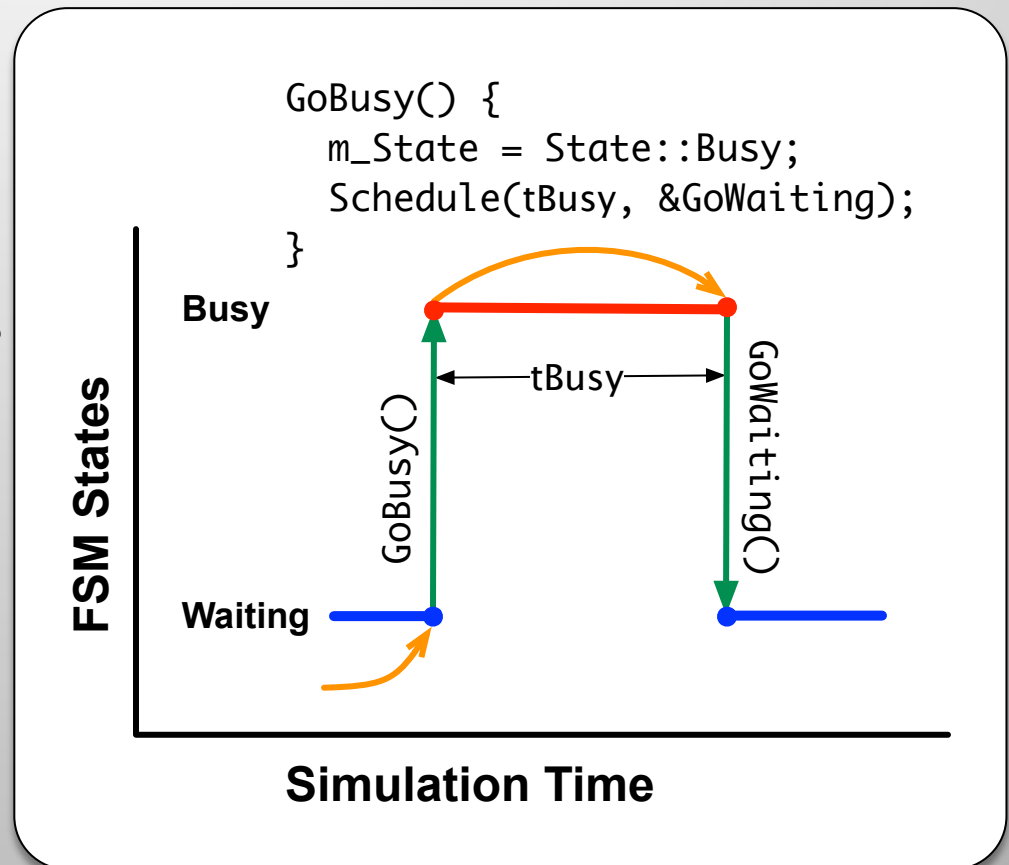 GoBusy() {
m_State = State::Busy;
Schedule(tBusy, &GoWaiting);
}
Busy
tBusy
GoBusy()
GoWaiting()
FSM States
Waiting
Simulation Time